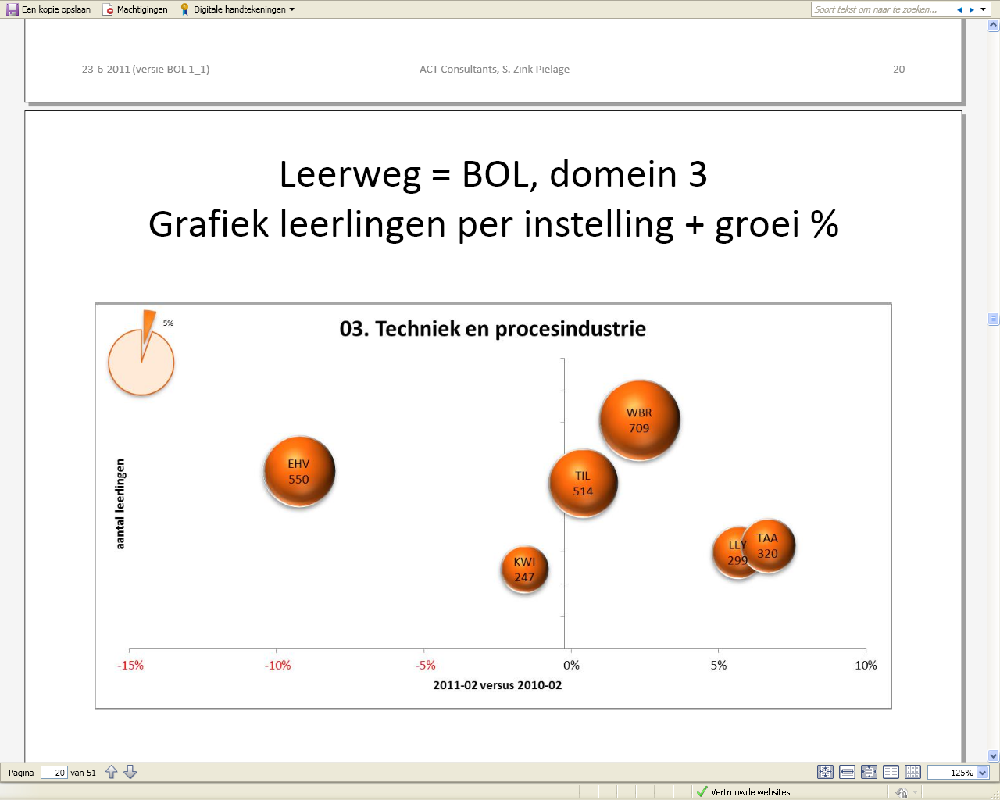 Een kopie opslaan Machtigingen Digitale handtekeningen Soort tekst om naar te zoeken...
23-6-2011 (versie BOL 1_1) ACT Consultants, S. Zink Pielage 20
Leerweg = BOL, domein 3
Grafiek leerlingen per instelling + groei %
5%
03. Techniek en procesindustrie
WBR
709
EHV
550
TIL
514
LEY
299
TAA
320
KWI
247
aantal leerlingen
-15% -10% -5% 0% 5% 10%
2011-02 versus 2010-02
Pagina 20 van 51 125%
Vertrouwde websites